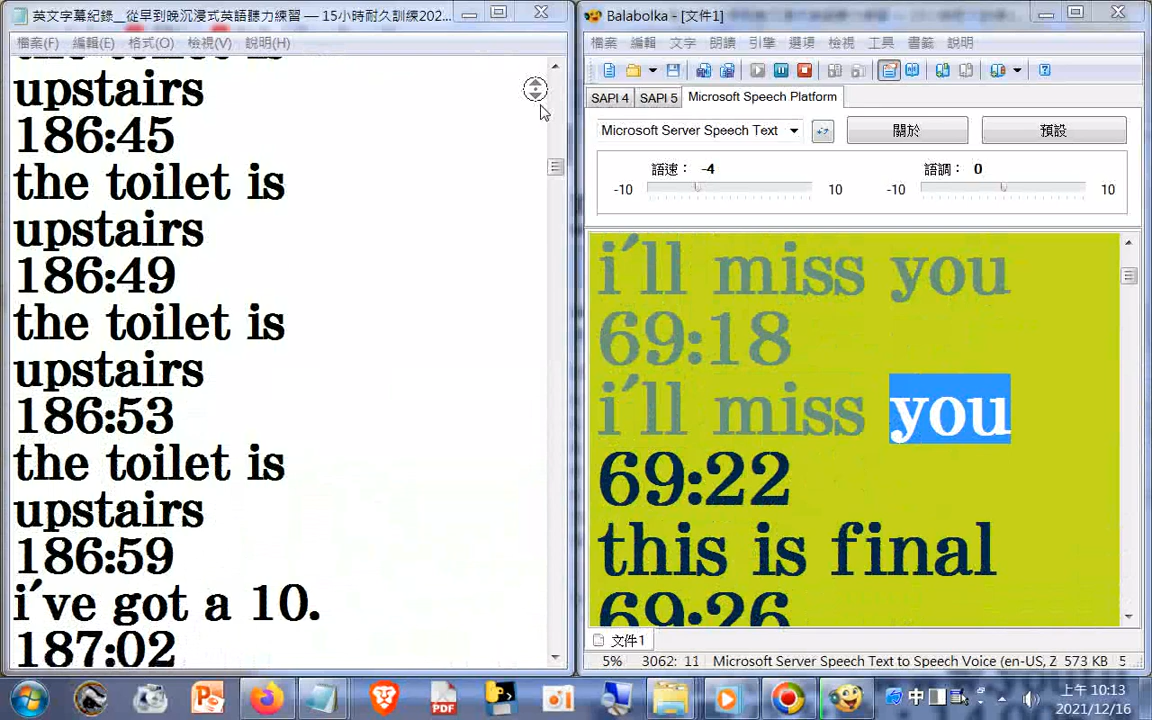 英文字幕紀錄__從早到晚沉浸式英語聽力練習 — 15小時耐久訓練202...
檔案(F) 編輯(E) 格式(O) 檢視(V) 說明(H)
the toilet is
upstairs
186:45
the toilet is
upstairs
186:49
the toilet is
upstairs
186:53
the toilet is
upstairs
186:59
i've got a 10.
187:02
Balabolka - [文件1]
檔案 編輯 文字 朗讀 引擎 選項 檢視 工具 書籤 說明
SAPI 4 SAPI 5 Microsoft Speech Platform
Microsoft Server Speech Text 關於 預設
語速： -4 語調： 0
-10 10 -10 10
i'll miss you
69:18
i'll miss you
69:22
this is final
69:26
文件1
5% 3062: 11 Microsoft Server Speech Text to Speech Voice (en-US, Z 573 KB 5
PDF
中
上午 10:13
2021/12/16